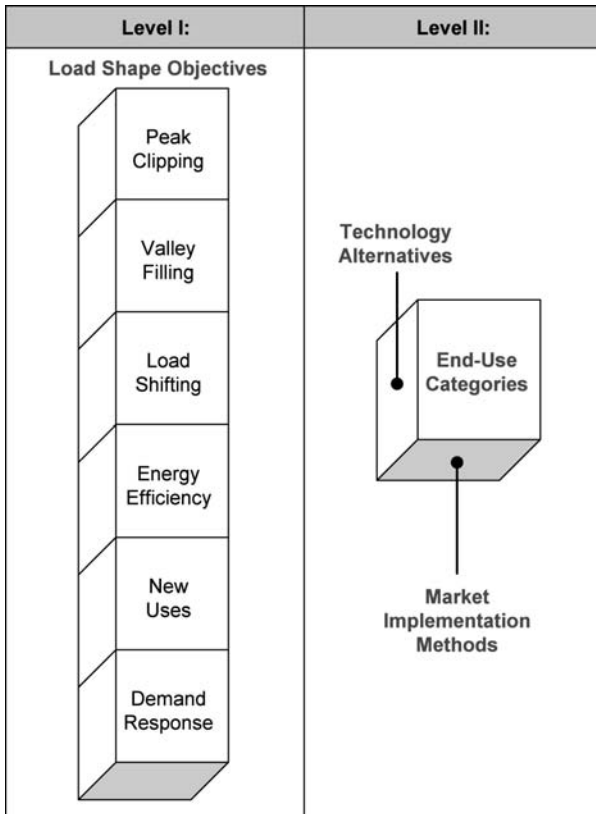 Level I:
Level II:
Load Shape Objectives
Peak
Clipping
Valley
Filling
Load
Shifting
Energy
Efficiency
New
Uses
Demand
Response
Technology
Alternatives
End-Use
Categories
Market
Implementation
Methods